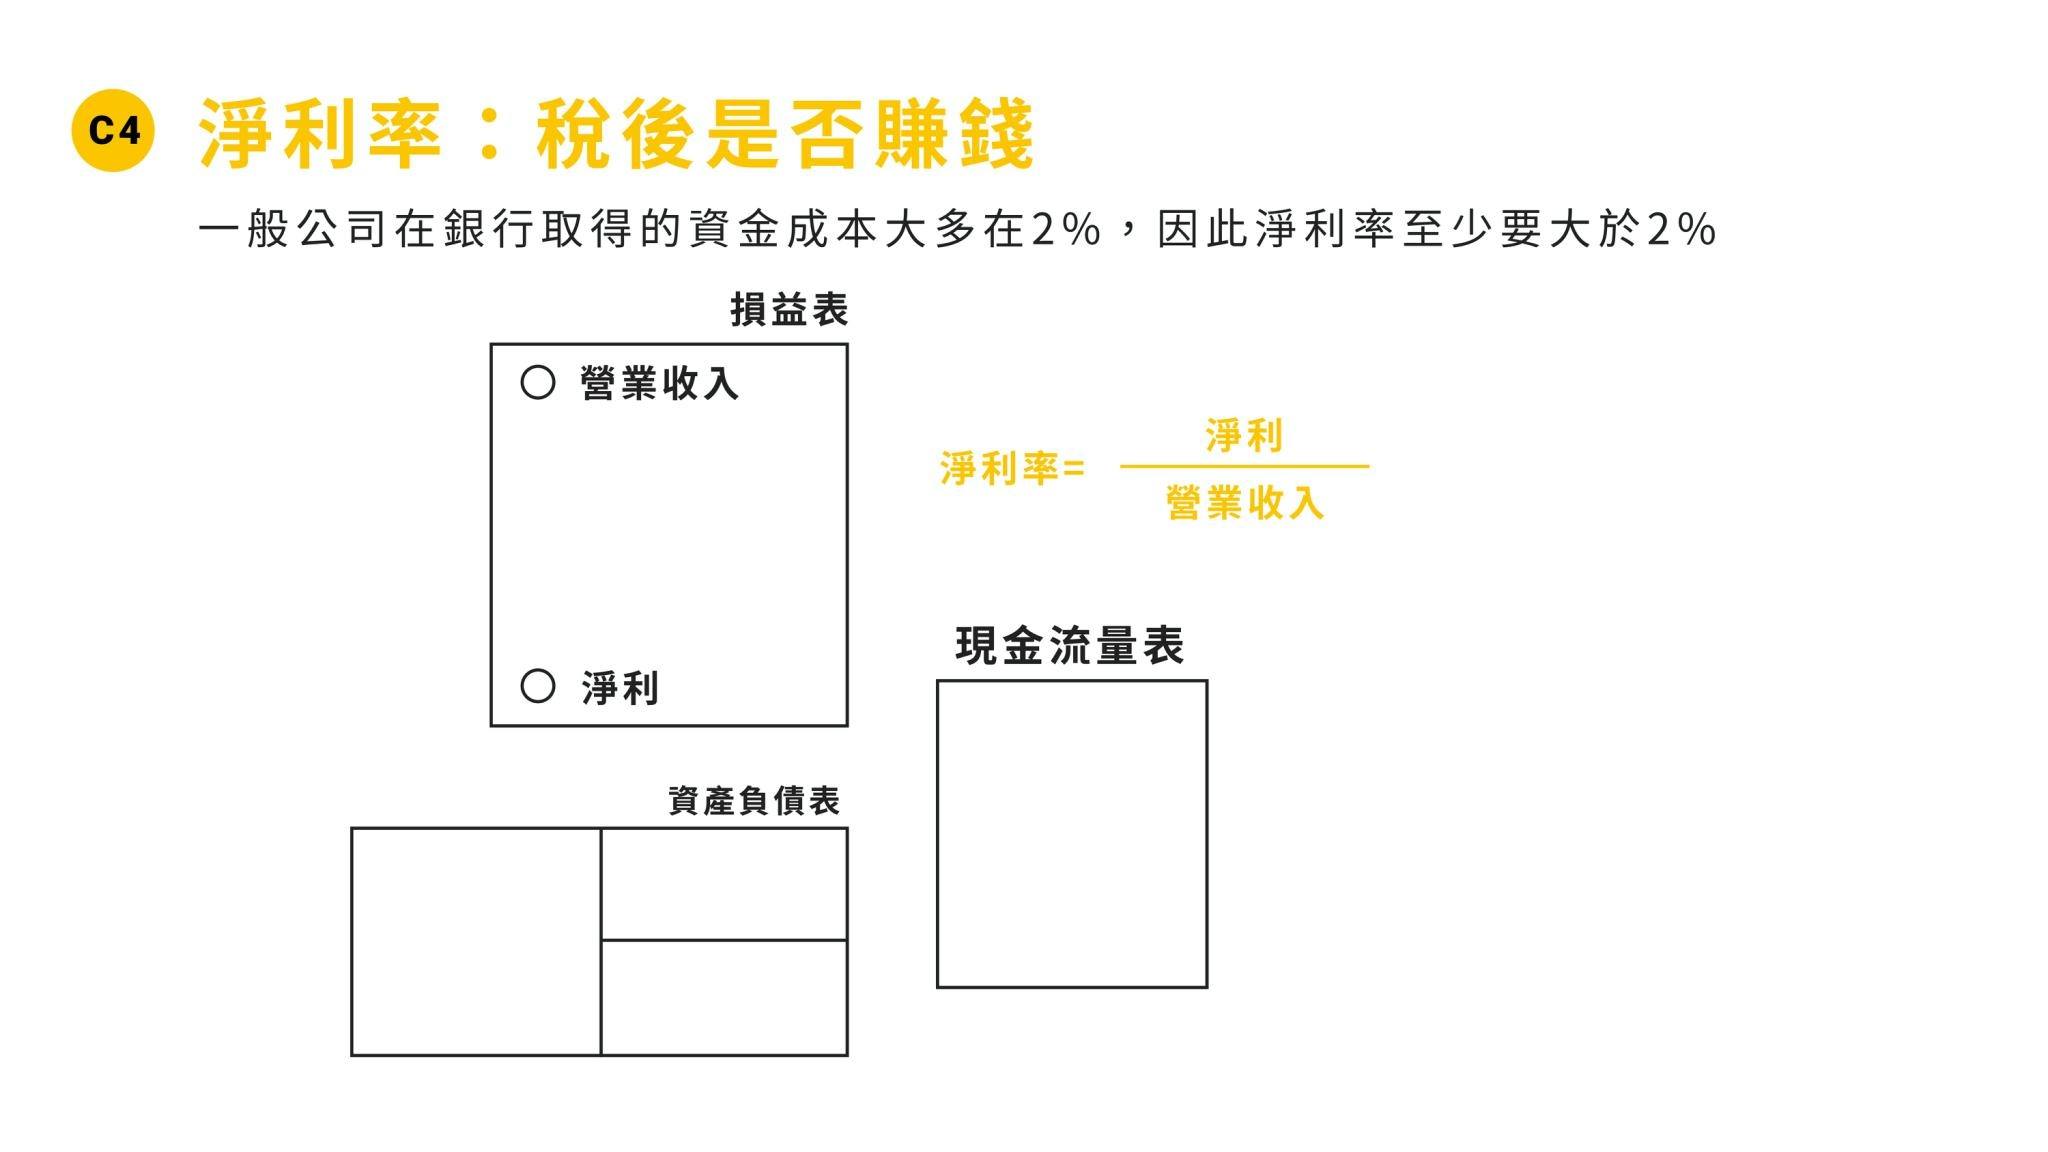 C4
淨利率：稅後是否賺錢
一般公司在銀行取得的資金成本大多在2%，因此淨利率至少要大於2%
損益表
營業收入
淨利
淨利率=
淨利
營業收入
現金流量表
資產負債表